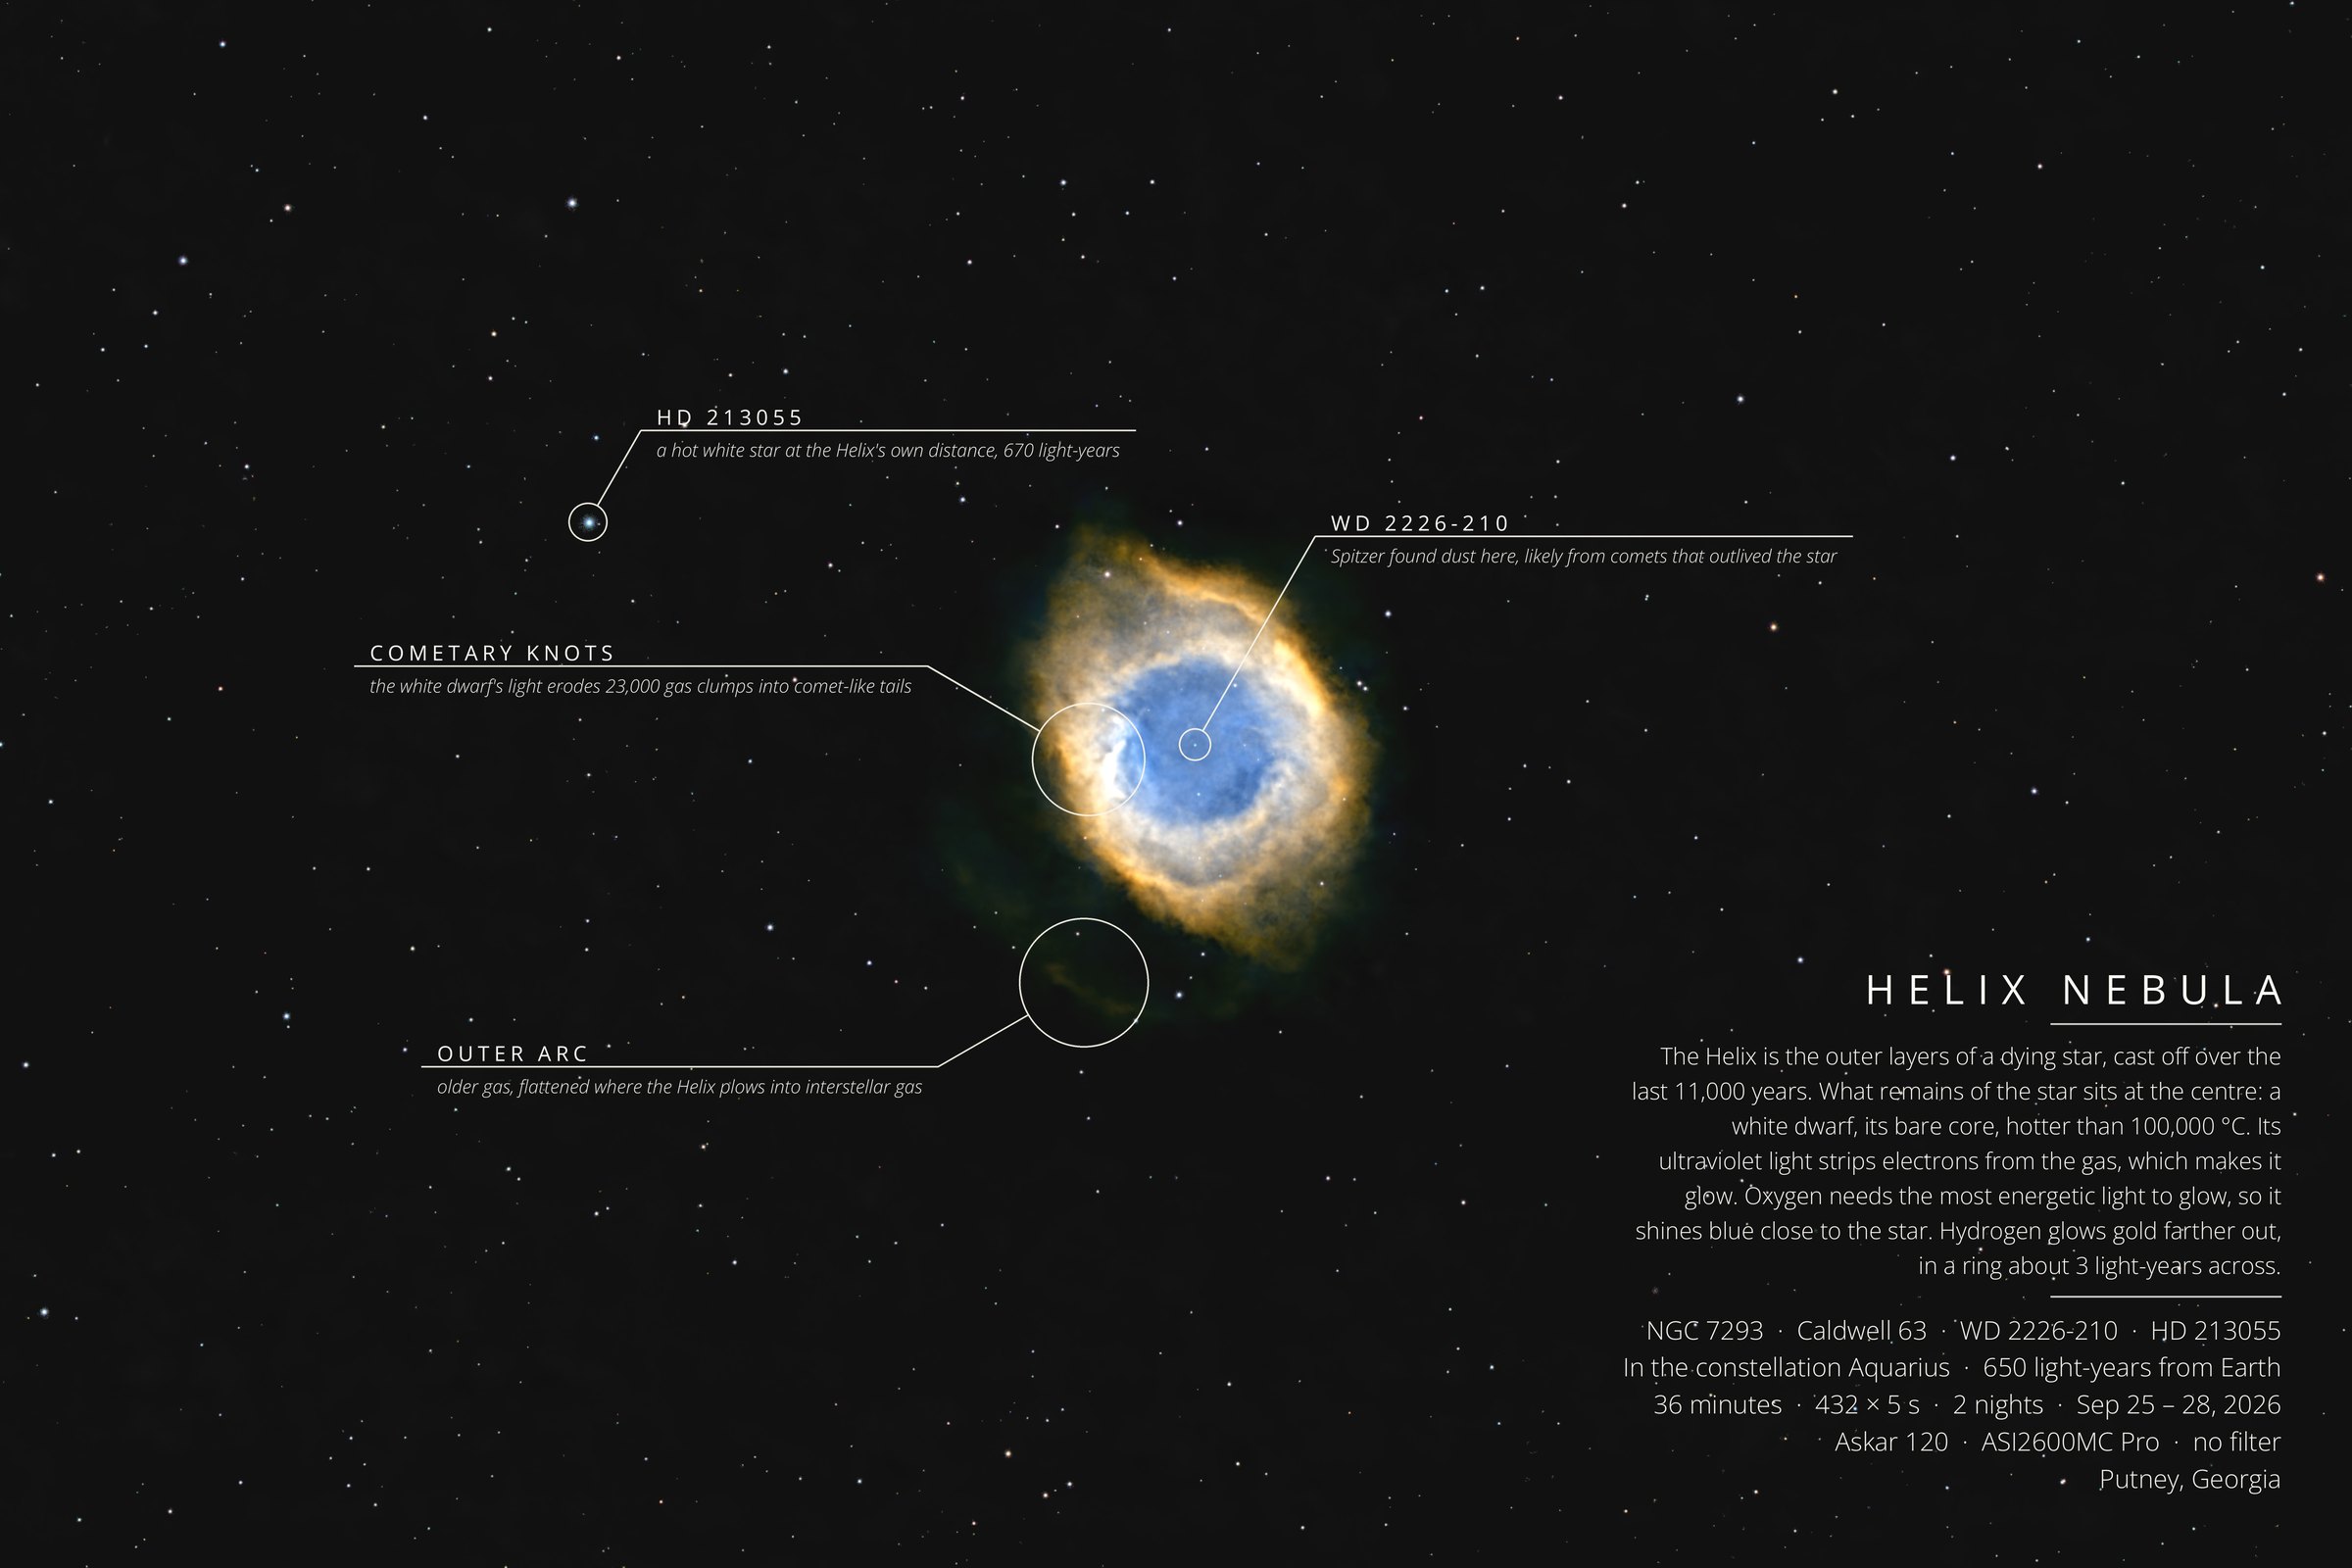 HD 213055
a hot white star at the Helix's own distance, 670 light-years
WD 2226-210
Spitzer found dust here, likely from comets that outlived the star
COMETARY KNOTS
the white dwarf's light erodes 23,000 gas clumps into comet-like tails
OUTER ARC
older gas, flattened where the Helix plows into interstellar gas
HELIX NEBULA
The Helix is the outer layers of a dying star, cast off over the
last 11,000 years. What remains of the star sits at the centre: a
white dwarf, its bare core, hotter than 100,000 °C. Its
ultraviolet light strips electrons from the gas, which makes it
glow. Oxygen needs the most energetic light to glow, so it
shines blue close to the star. Hydrogen glows gold farther out,
in a ring about 3 light-years across.
NGC 7293 · Caldwell 63 · WD 2226-210 · HD 213055
In the constellation Aquarius · 650 light-years from Earth
36 minutes · 432 × 5 s · 2 nights · Sep 25 – 28, 2026
Askar 120 · ASI2600MC Pro · no filter
Putney, Georgia